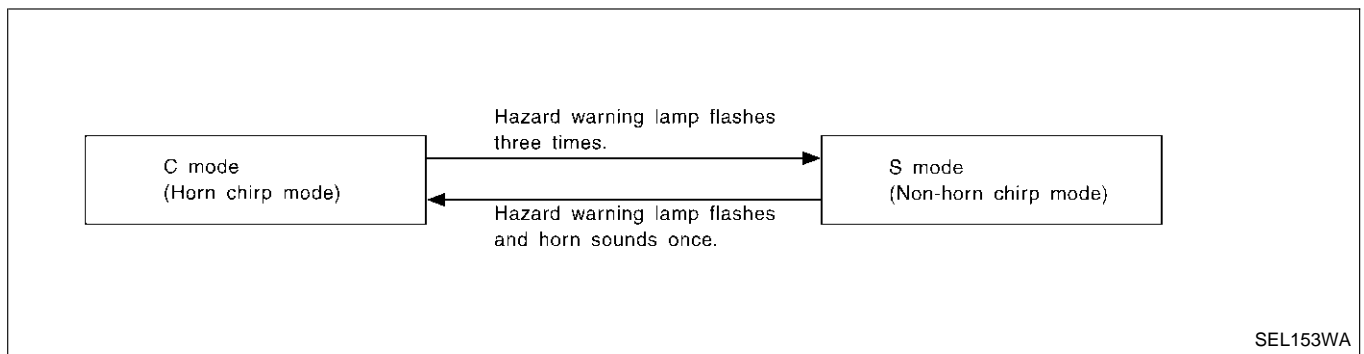 Hazard warning lamp flashes
three times.
C mode
(Horn chirp mode)
S mode
(Non-horn chirp mode)
Hazard warning lamp flashes
and horn sounds once.
SEL153WA